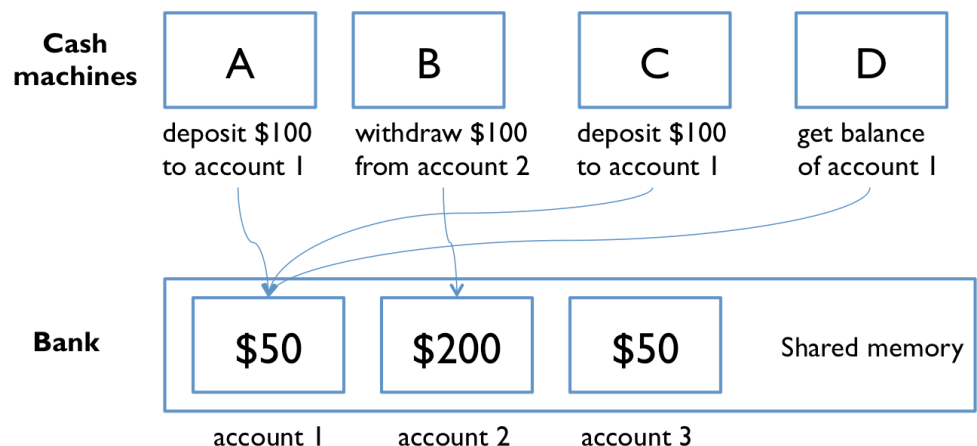 Cash
machines
A
B
C
D
deposit $100
to account 1
withdraw $100
from account 2
deposit $100
to account 1
get balance
of account 1
Bank
$50
$200
$50
Shared memory
account 1
account 2
account 3